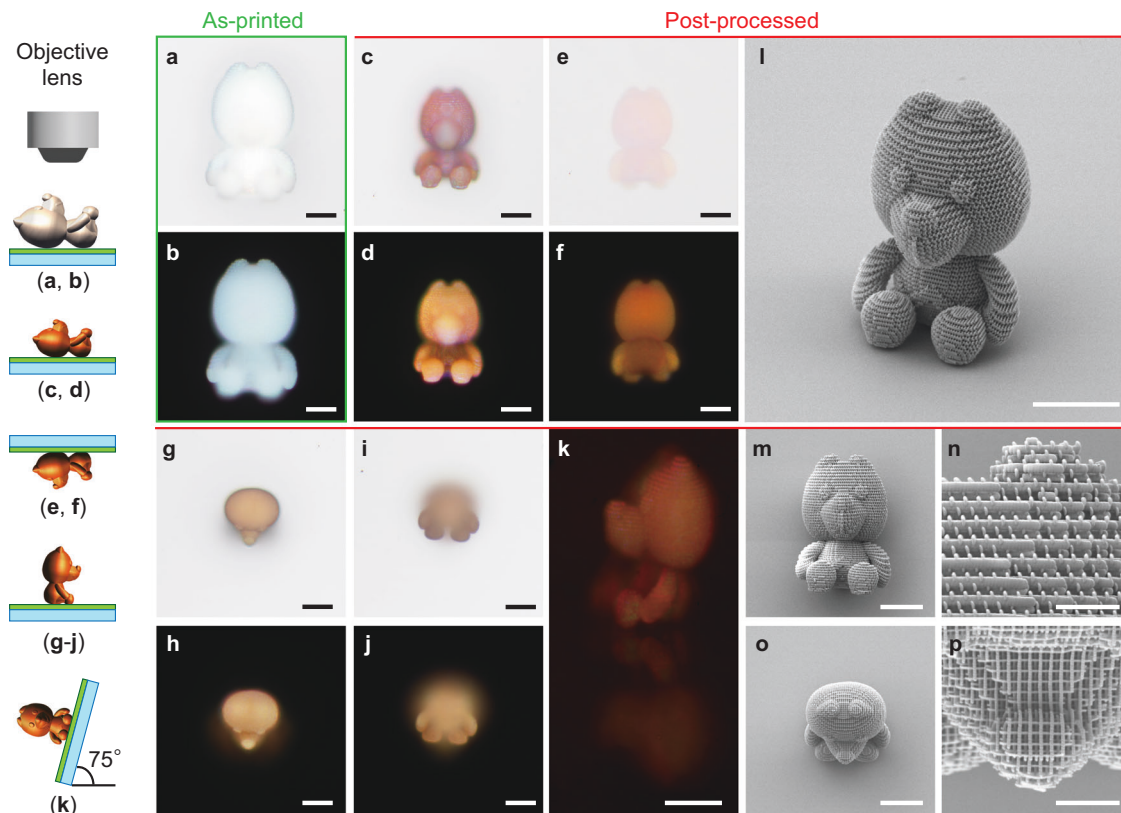 As-printed
Post-processed
Objective
lens
(a, b)
(c, d)
(e, f)
(g-j)
75°
(k)
a
c
e
l
b
d
f
g
i
k
m
n
h
j
o
p